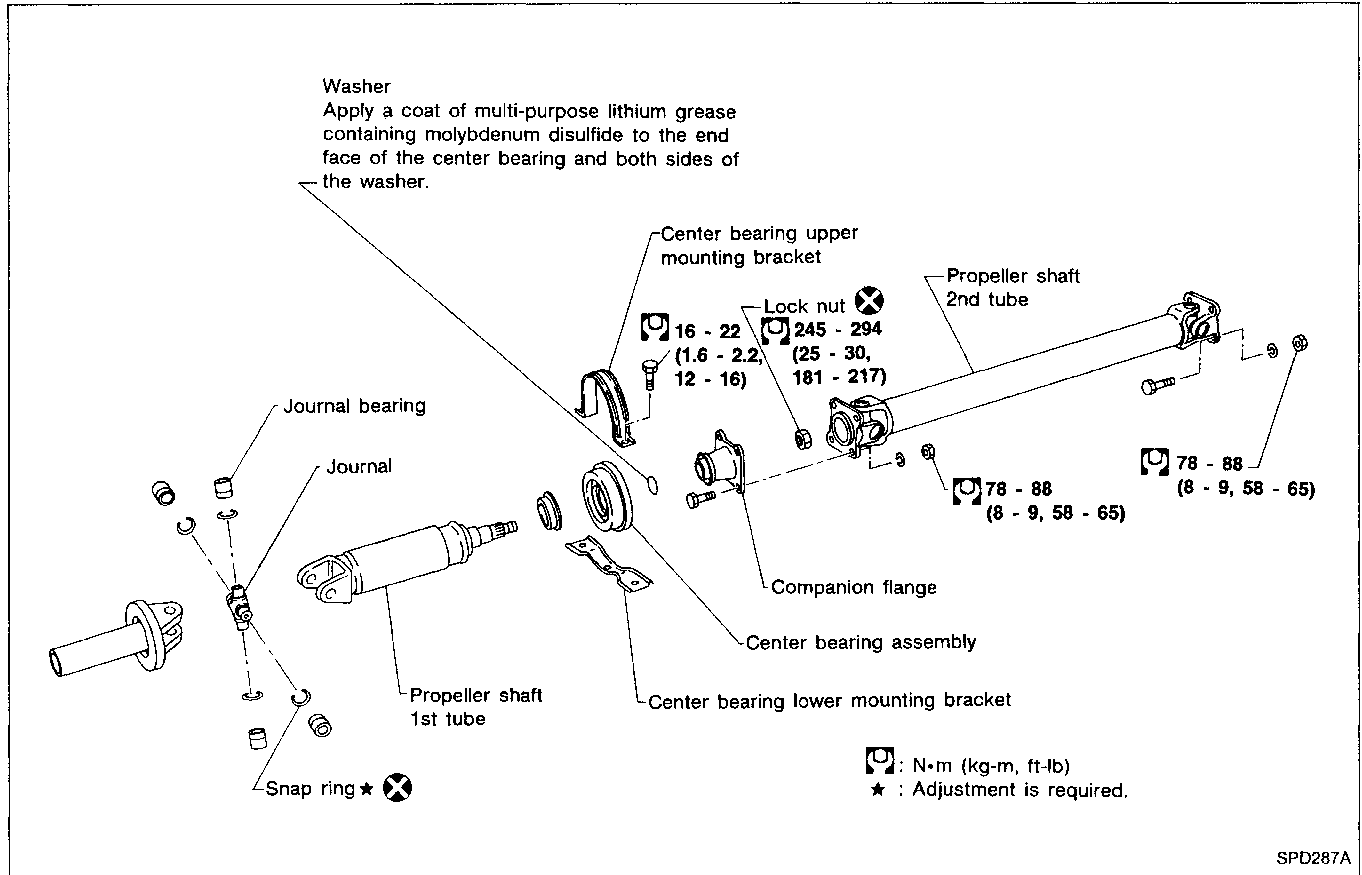 Washer
Apply a coat of multi-purpose lithium grease
containing molybdenum disulfide to the end
face of the center bearing and both sides of
the washer.
Center bearing upper
mounting bracket
Propeller shaft
2nd tube
Lock nut
16 - 22
(1.6 - 2.2,
12 - 16)
245 - 294
(25 - 30,
181 - 217)
Journal bearing
Journal
78 - 88
(8 - 9, 58 - 65)
78 - 88
(8 - 9, 58 - 65)
Companion flange
Center bearing assembly
Propeller shaft
1st tube
Center bearing lower mounting bracket
Snap ring ★
: N•m (kg-m, ft-lb)
★ : Adjustment is required.
SPD287A